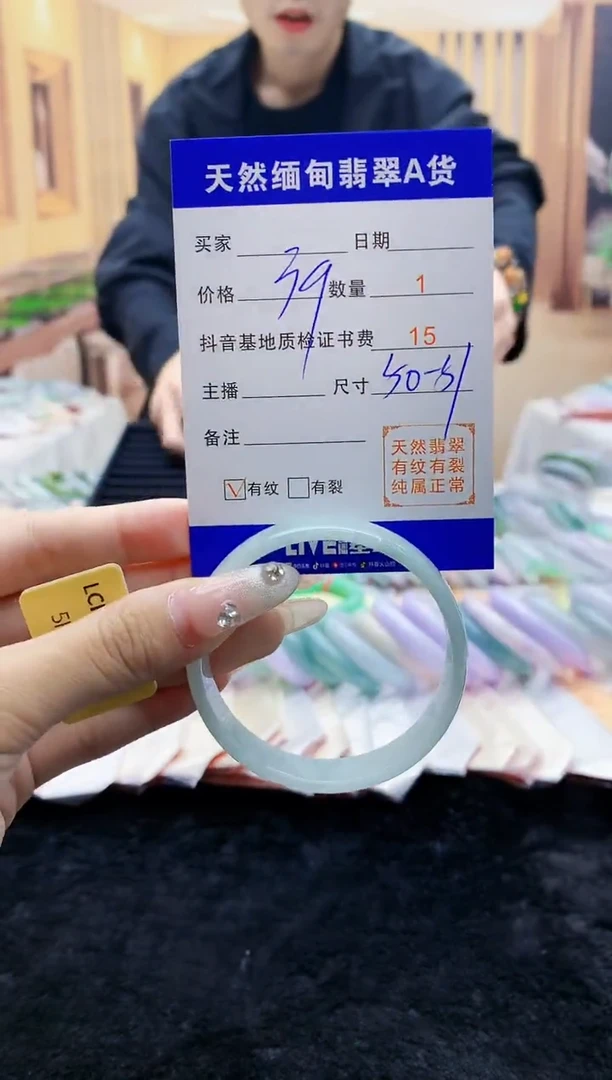 天然缅甸翡翠A货
买家 日期
价格 39 数量 1
抖音基地质检证书费 15
主播 尺寸 50-51
备注
天然翡翠
有纹有裂
纯属正常
☑有纹 □有裂
LIVE